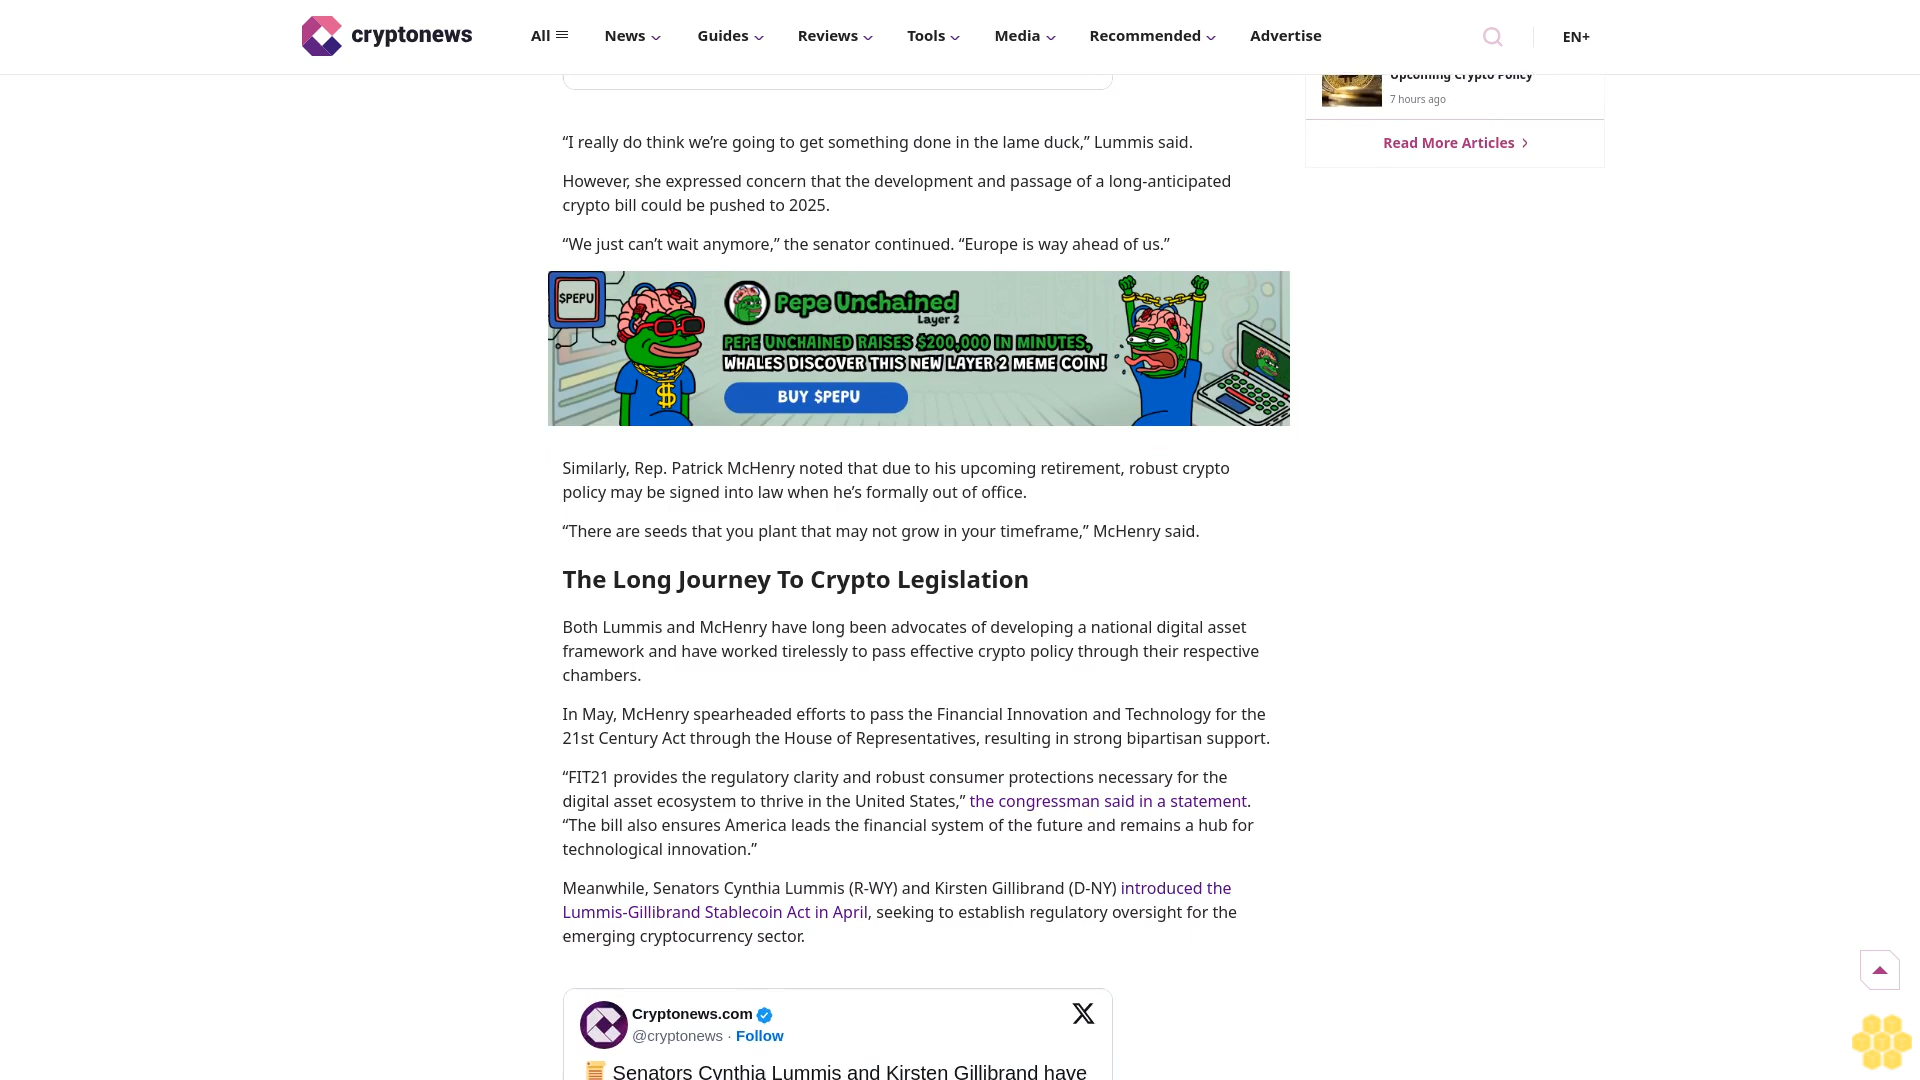 cryptonews
All
News
Guides
Reviews
Tools
Media
Recommended
Advertise
EN+
Upcoming Crypto Policy
7 hours ago
Read More Articles
“I really do think we’re going to get something done in the lame duck,” Lummis said.
However, she expressed concern that the development and passage of a long-anticipated
crypto bill could be pushed to 2025.
“We just can’t wait anymore,” the senator continued. “Europe is way ahead of us.”
$PEPU
Pepe Unchained
Layer 2
PEPE UNCHAINED RAISES $200,000 IN MINUTES,
WHALES DISCOVER THIS NEW LAYER 2 MEME COIN!
BUY $PEPU
Similarly, Rep. Patrick McHenry noted that due to his upcoming retirement, robust crypto
policy may be signed into law when he’s formally out of office.
“There are seeds that you plant that may not grow in your timeframe,” McHenry said.
The Long Journey To Crypto Legislation
Both Lummis and McHenry have long been advocates of developing a national digital asset
framework and have worked tirelessly to pass effective crypto policy through their respective
chambers.
In May, McHenry spearheaded efforts to pass the Financial Innovation and Technology for the
21st Century Act through the House of Representatives, resulting in strong bipartisan support.
“FIT21 provides the regulatory clarity and robust consumer protections necessary for the
digital asset ecosystem to thrive in the United States,” the congressman said in a statement.
“The bill also ensures America leads the financial system of the future and remains a hub for
technological innovation.”
Meanwhile, Senators Cynthia Lummis (R-WY) and Kirsten Gillibrand (D-NY) introduced the
Lummis-Gillibrand Stablecoin Act in April, seeking to establish regulatory oversight for the
emerging cryptocurrency sector.
Cryptonews.com
@cryptonews · Follow
Senators Cynthia Lummis and Kirsten Gillibrand have